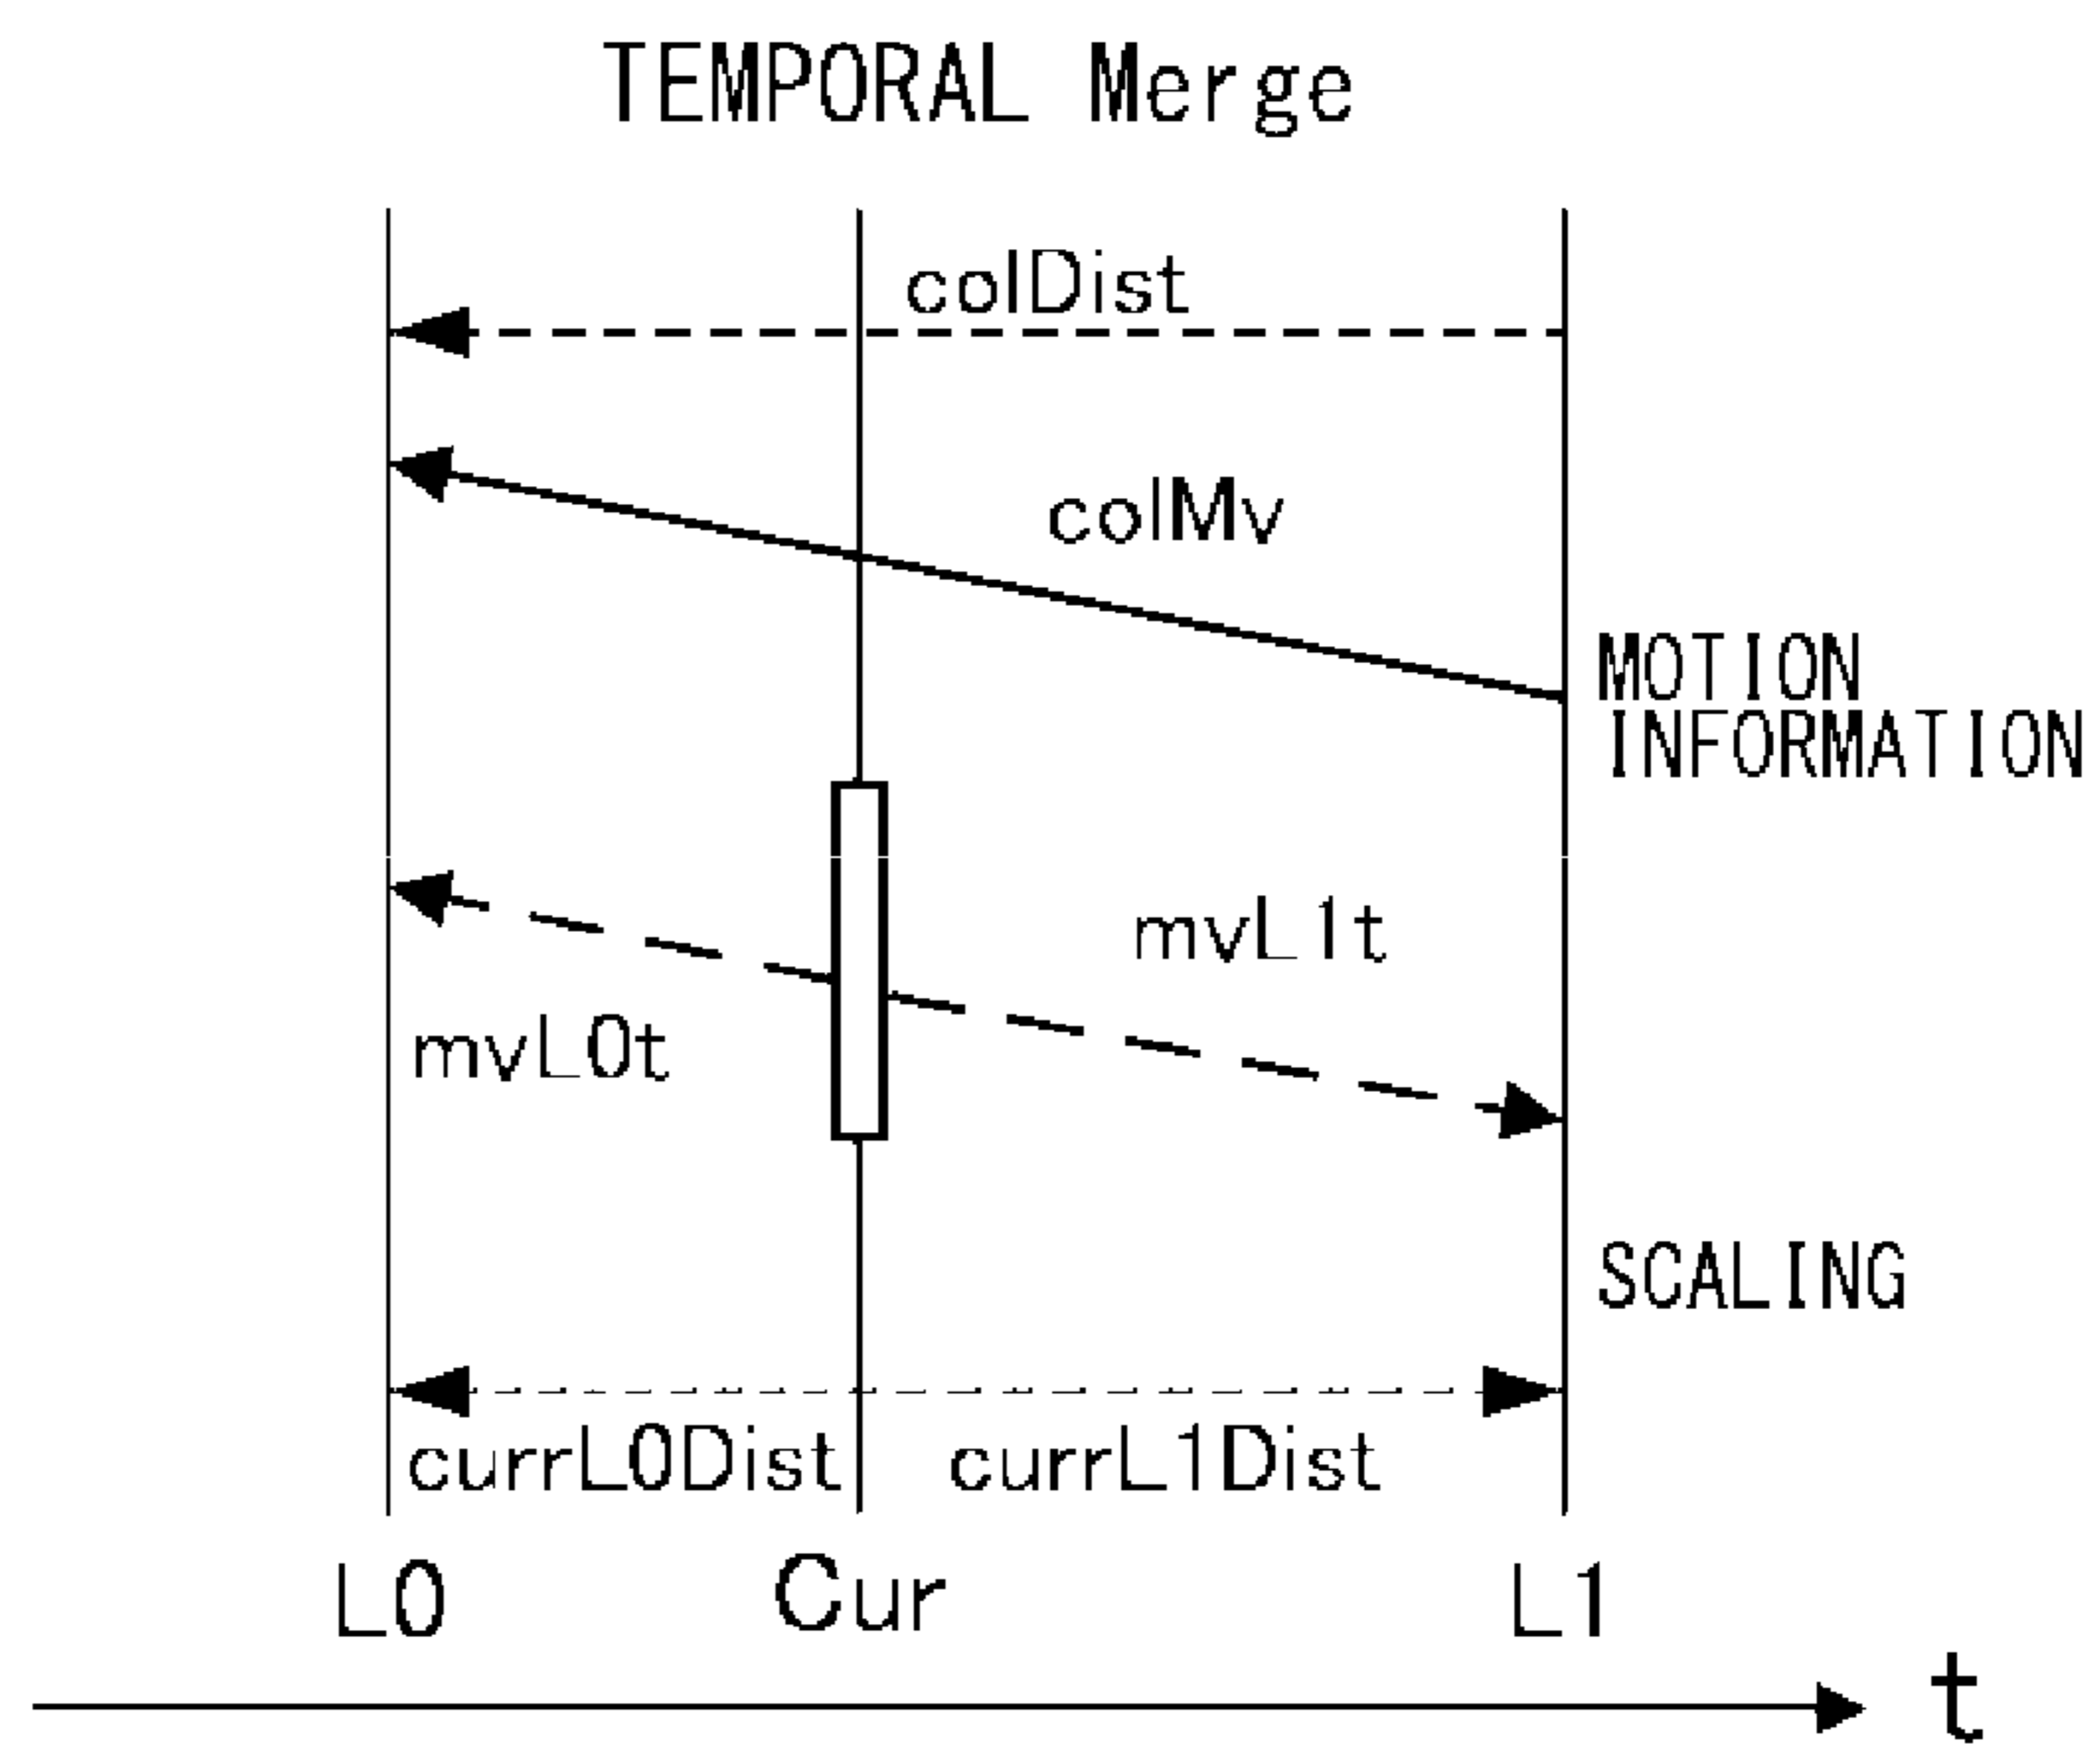 TEMPORAL Merge
colDist
colMv
MOTION
INFORMATION
mvL1t
mvL0t
SCALING
currL0Dist currL1Dist
L0 Cur L1
t